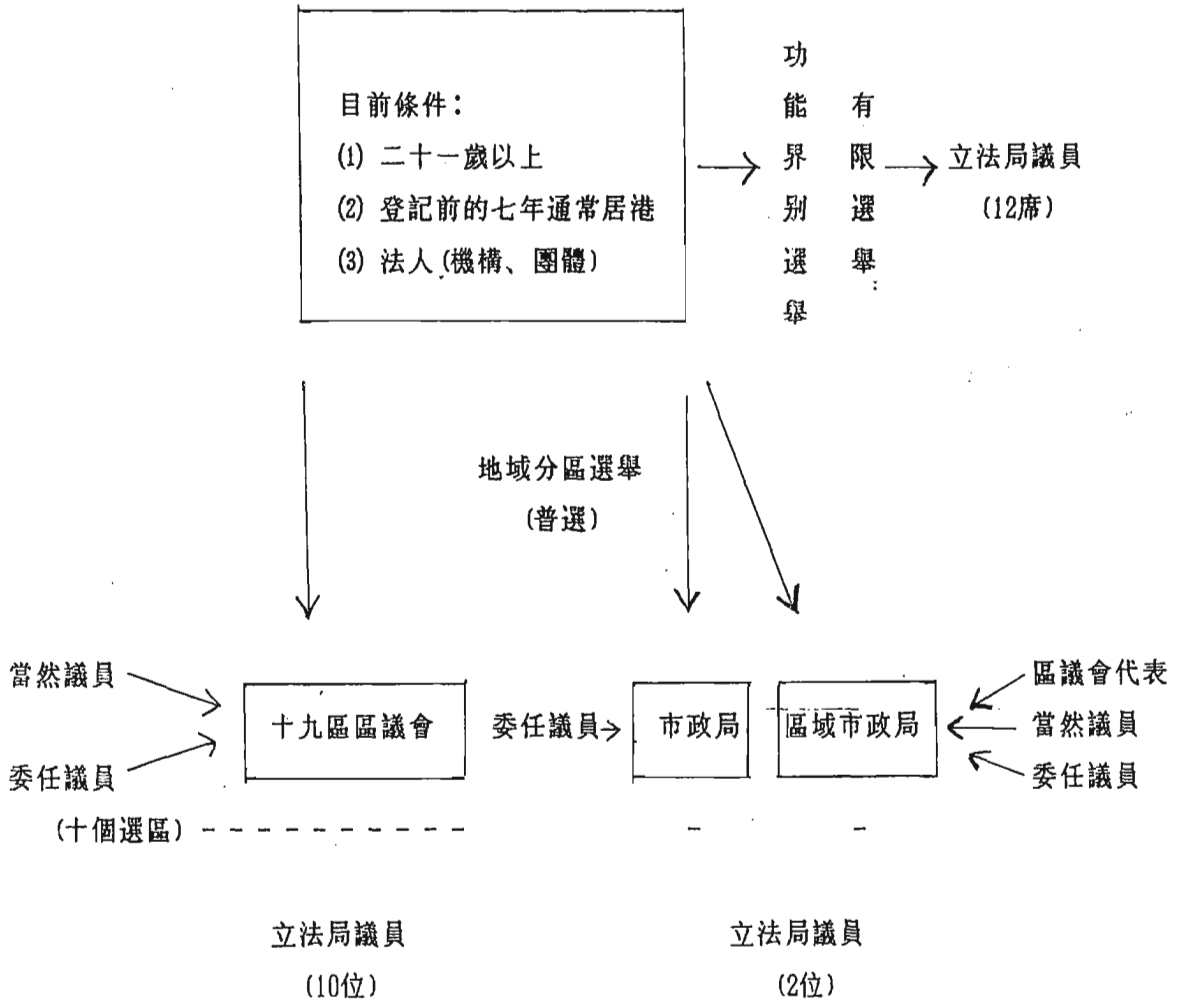 目前條件：
(1) 二十一歲以上
(2) 登記前的七年通常居港
(3) 法人(機構、團體)
功能界別選舉
有限選舉
立法局議員
(12席)
地域分區選舉
(普選)
當然議員
委任議員
(十個選區)
十九區區議會
委任議員
市政局
區域市政局
區議會代表
當然議員
委任議員
立法局議員
(10位)
立法局議員
(2位)